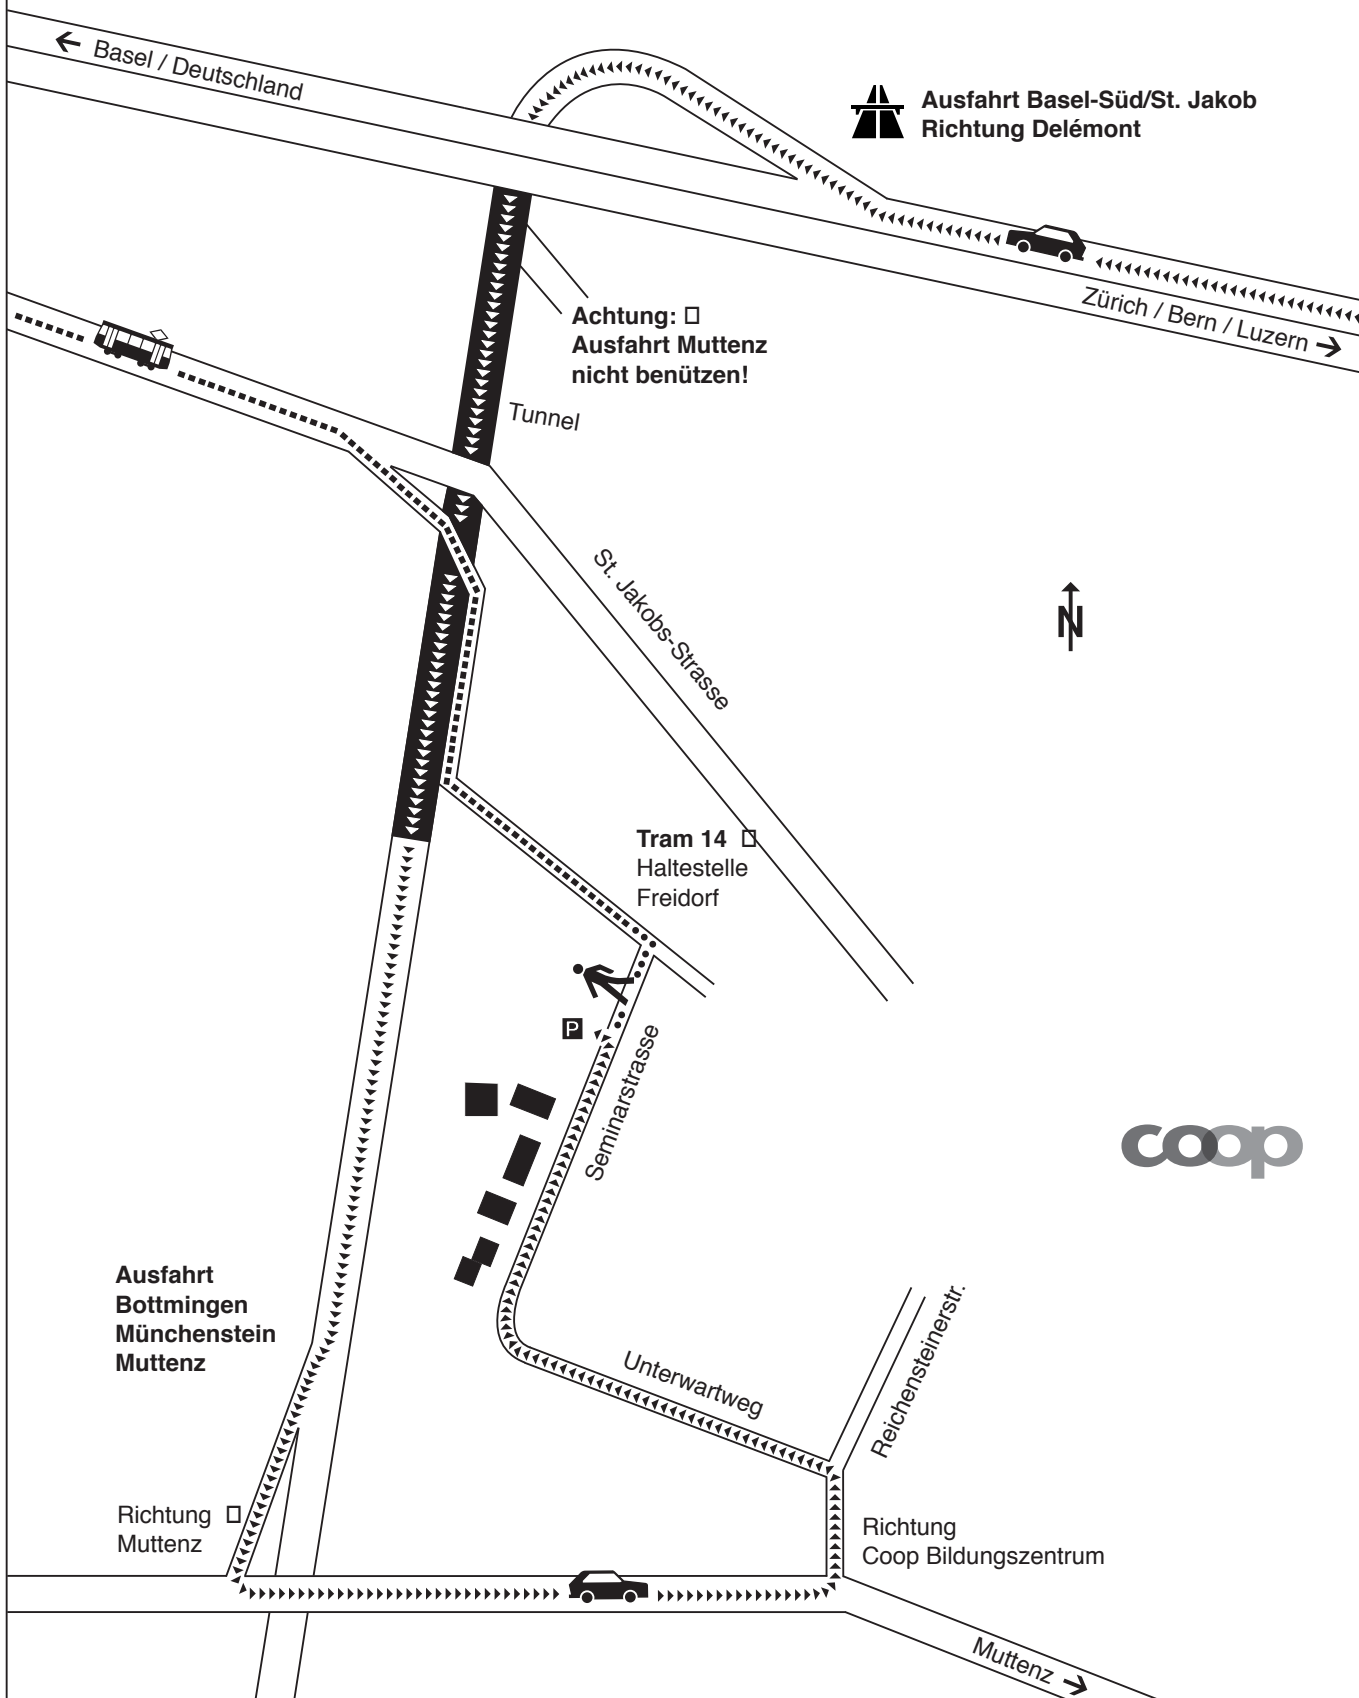 ← Basel / Deutschland
Ausfahrt Basel-Süd/St. Jakob
Richtung Delémont
Zürich / Bern / Luzern →
Achtung:
Ausfahrt Muttenz
nicht benützen!
Tunnel
St. Jakobs-Strasse
N
Tram 14
Haltestelle
Freidorf
P
Seminarstrasse
coop
Ausfahrt
Bottmingen
Münchenstein
Muttenz
Unterwartweg
Reichensteinerstr.
Richtung
Muttenz
Richtung
Coop Bildungszentrum
Muttenz →